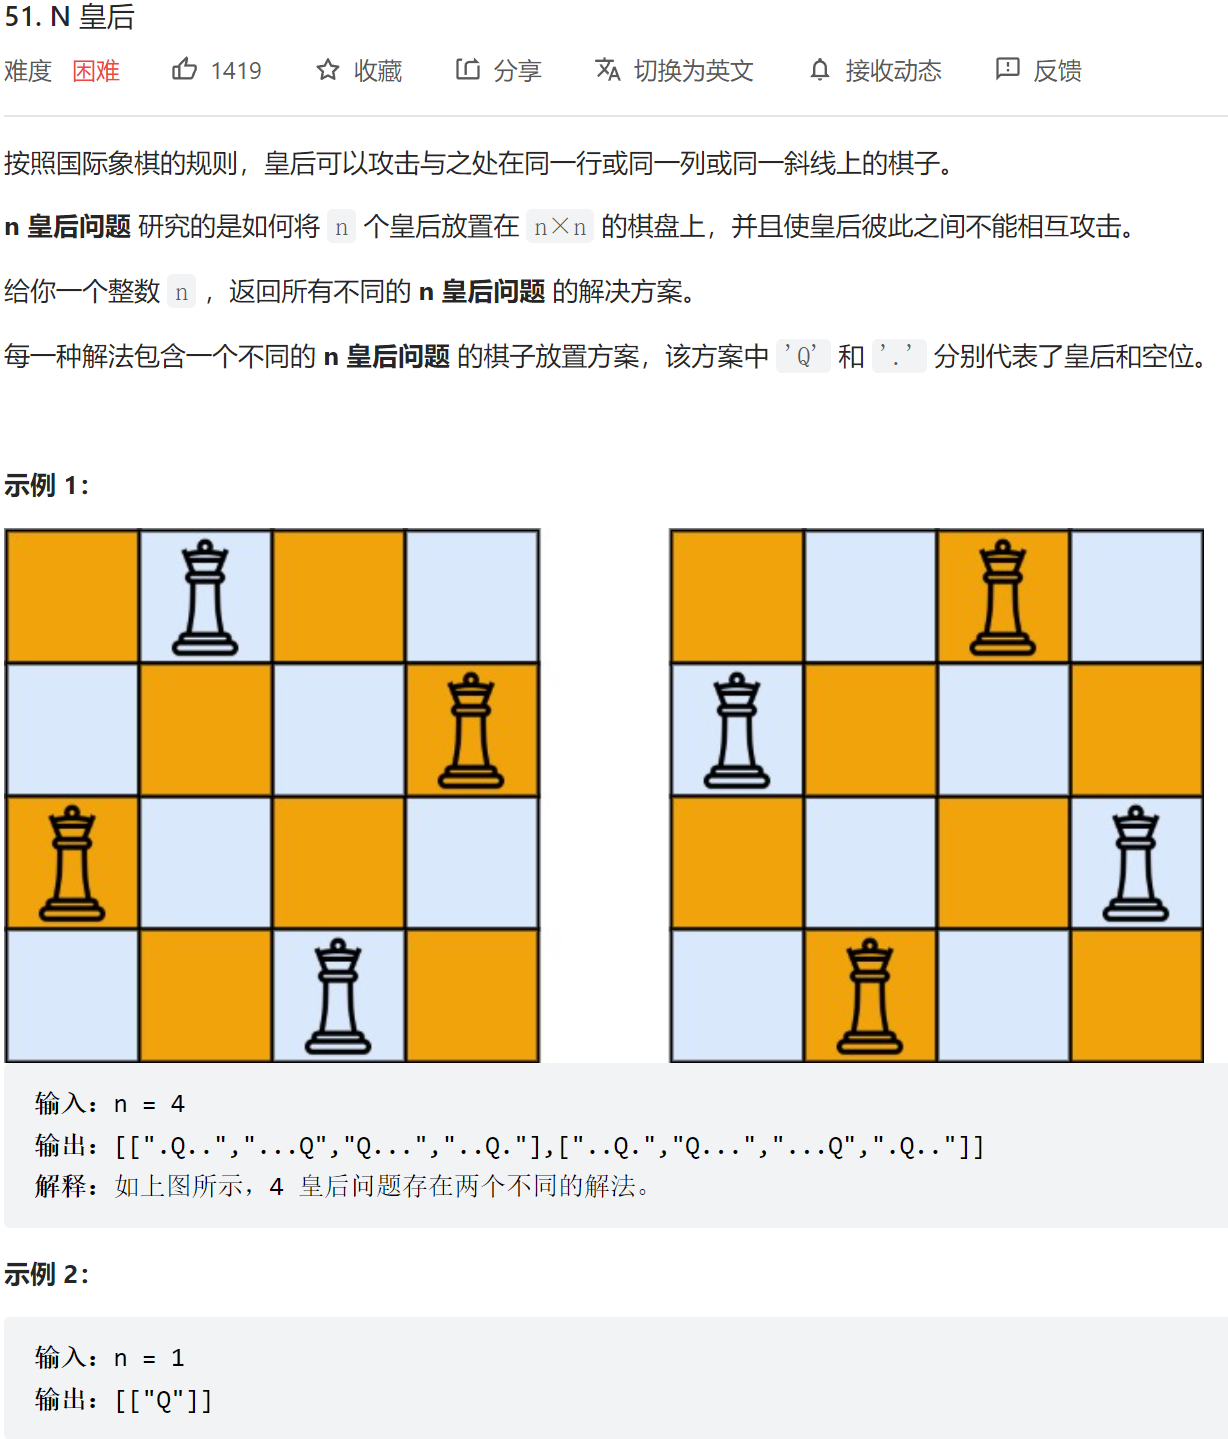 51. N 皇后
难度 困难 1419 收藏 分享 切换为英文 接收动态 反馈
按照国际象棋的规则，皇后可以攻击与之处在同一行或同一列或同一斜线上的棋子。
n 皇后问题 研究的是如何将 n 个皇后放置在 n×n 的棋盘上，并且使皇后彼此之间不能相互攻击。
给你一个整数 n ，返回所有不同的 n 皇后问题 的解决方案。
每一种解法包含一个不同的 n 皇后问题 的棋子放置方案，该方案中 'Q' 和 '.' 分别代表了皇后和空位。
示例 1：
输入：n = 4
输出：[[".Q..","...Q","Q...","..Q."],["..Q.","Q...","...Q",".Q.."]]
解释：如上图所示，4 皇后问题存在两个不同的解法。
示例 2：
输入：n = 1
输出：[["Q"]]